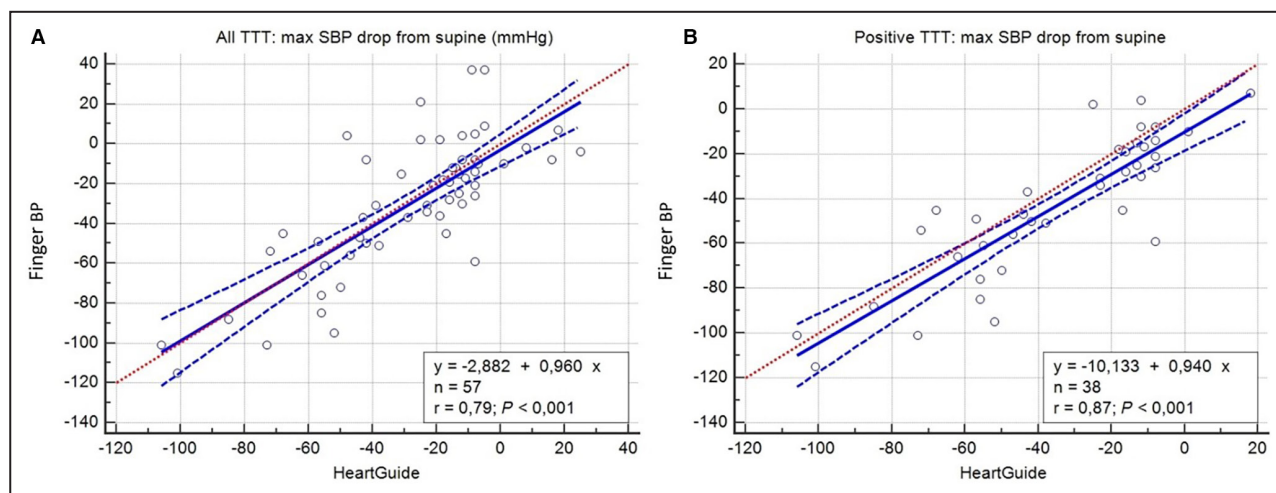 A
All TTT: max SBP drop from supine (mmHg)
40
20
0
-20
-40
-60
-80
-100
-120
-140
Finger BP
y = -2,882 + 0,960 x
n = 57
r = 0,79; P < 0,001
-120 -100 -80 -60 -40 -20 0 20 40
HeartGuide
B
Positive TTT: max SBP drop from supine
20
0
-20
-40
-60
-80
-100
-120
-140
Finger BP
y = -10,133 + 0,940 x
n = 38
r = 0,87; P < 0,001
-120 -100 -80 -60 -40 -20 0 20
HeartGuide